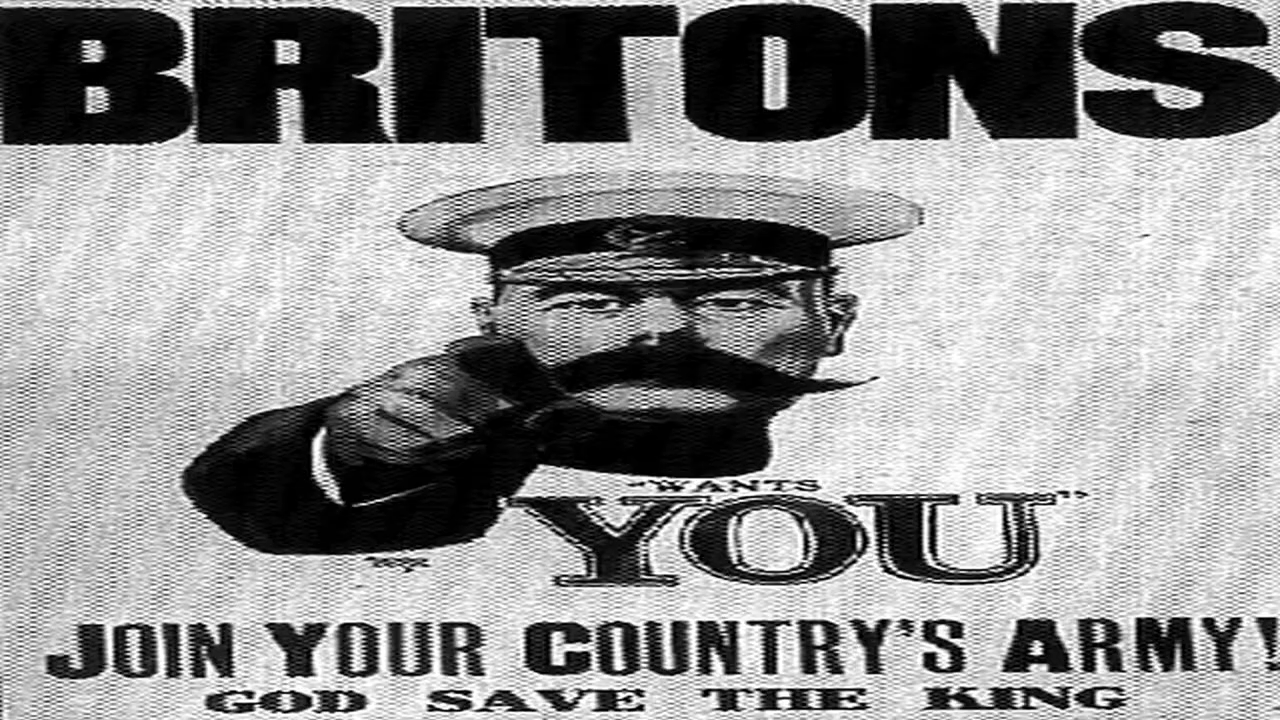 BRITONS
"WANTS
YOU"
JOIN YOUR COUNTRY'S ARMY!
GOD SAVE THE KING